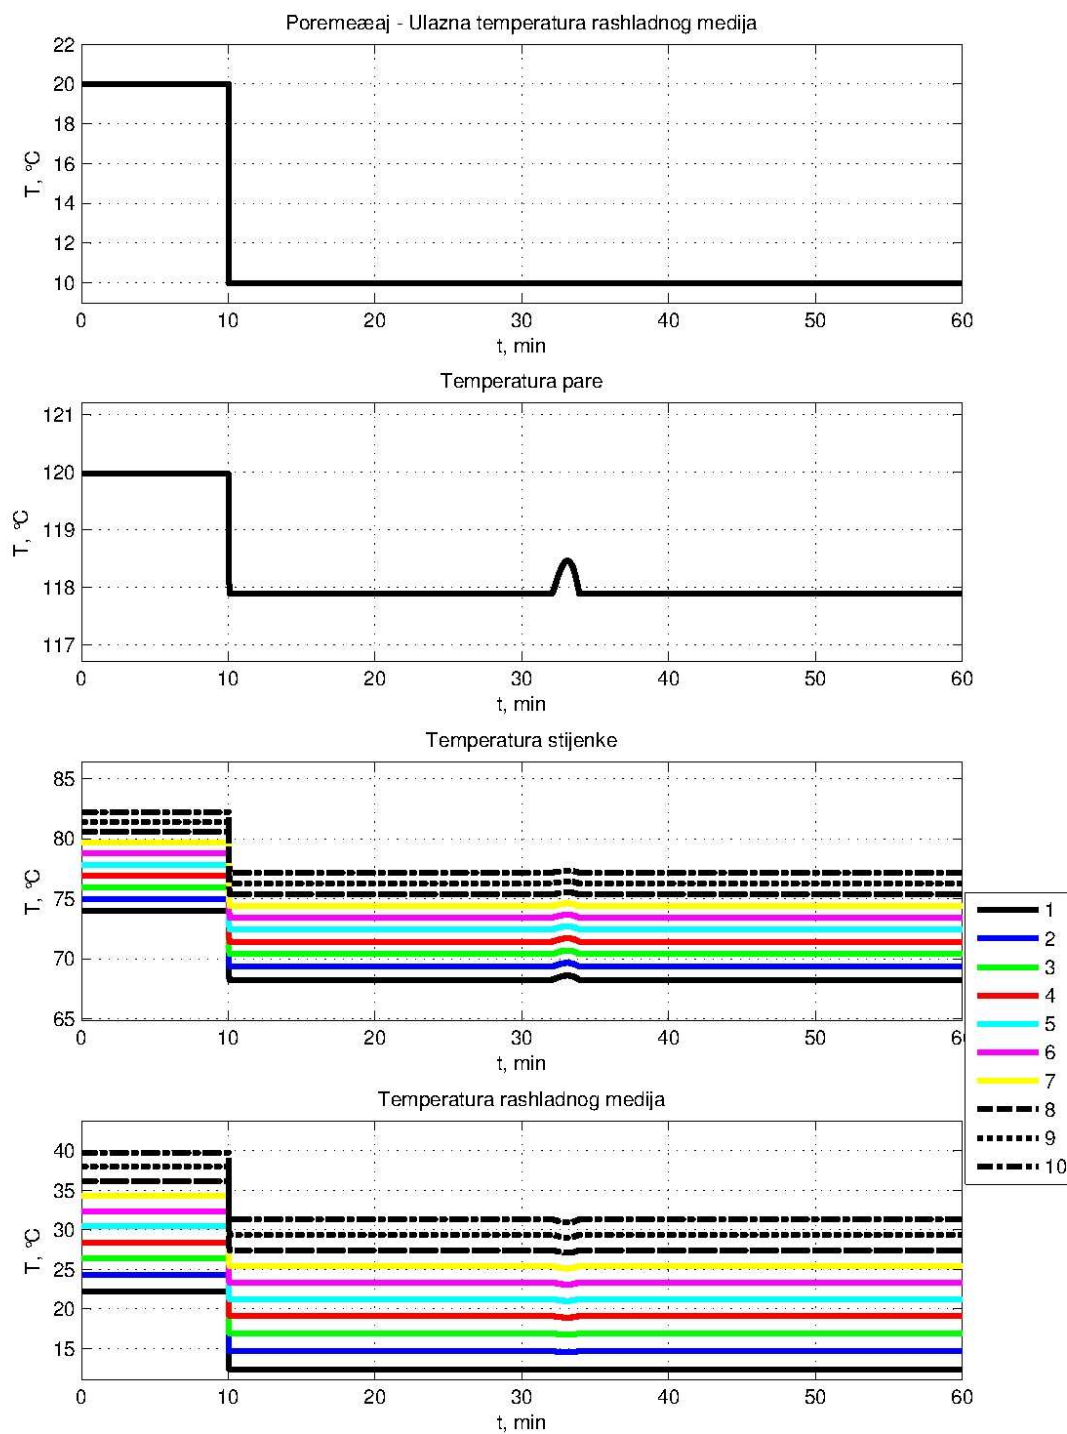 Poremeæaj - Ulazna temperatura rashladnog medija
22
20
18
16
14
12
10
T, °C
0 10 20 30 40 50 60
t, min
Temperatura pare
121
120
119
118
117
T, °C
0 10 20 30 40 50 60
t, min
Temperatura stijenke
85
80
75
70
65
T, °C
0 10 20 30 40 50 6
t, min
1
2
3
4
5
6
7
8
9
10
Temperatura rashladnog medija
40
35
30
25
20
15
T, °C
0 10 20 30 40 50 60
t, min